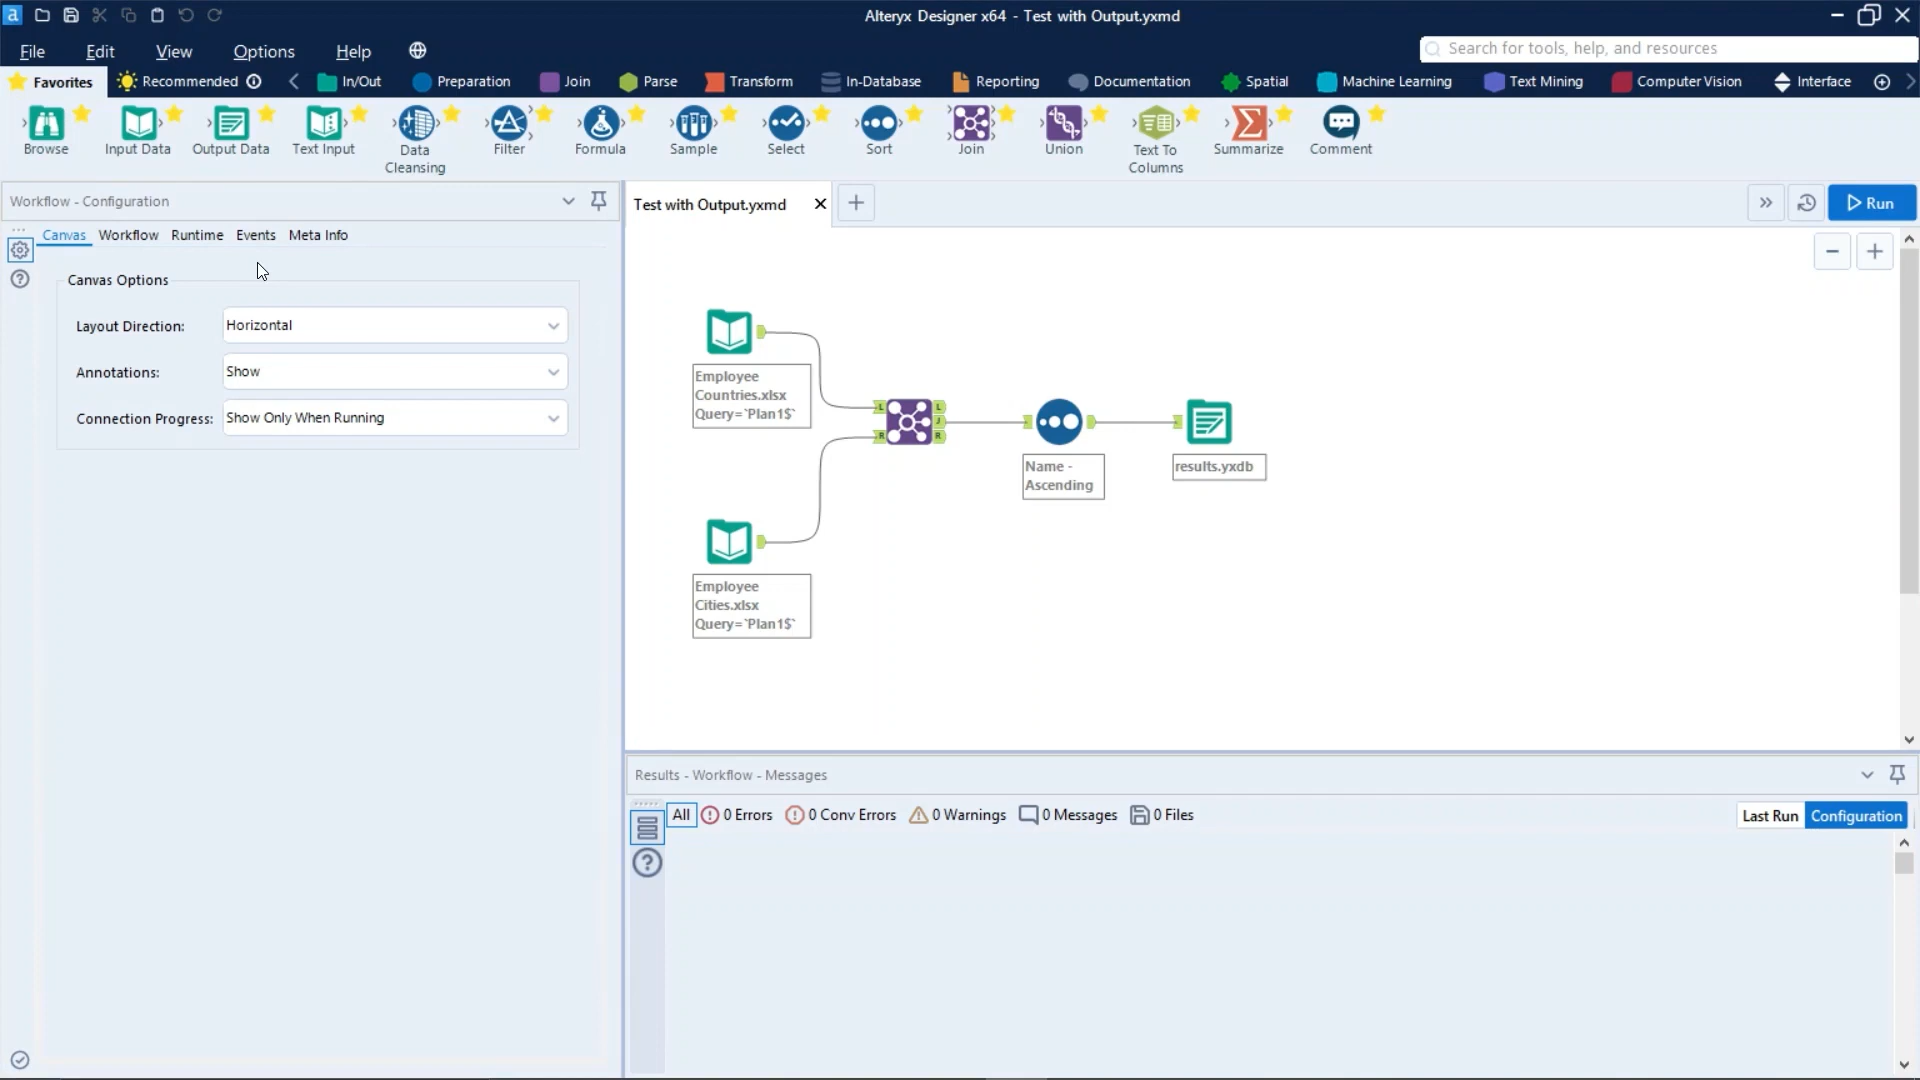 a
Alteryx Designer x64 - Test with Output.yxmd
File Edit View Options Help
Search for tools, help, and resources
Favorites Recommended In/Out Preparation Join Parse Transform In-Database Reporting Documentation Spatial Machine Learning Text Mining Computer Vision Interface
Browse Input Data Output Data Text Input Data Cleansing Filter Formula Sample Select Sort Join Union Text To Columns Summarize Comment
Workflow - Configuration
Canvas Workflow Runtime Events Meta Info
Canvas Options
Layout Direction: Horizontal
Annotations: Show
Connection Progress: Show Only When Running
Test with Output.yxmd
Run
Employee
Countries.xlsx
Query=`Plan1$`
L L
J
R R
Name -
Ascending
results.yxdb
Employee
Cities.xlsx
Query=`Plan1$`
Results - Workflow - Messages
All 0 Errors 0 Conv Errors 0 Warnings 0 Messages 0 Files
Last Run Configuration